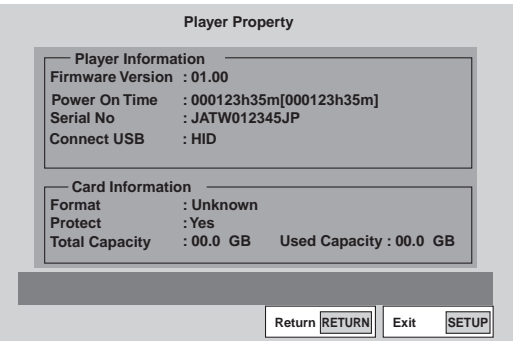 Player Property
Player Information
Firmware Version : 01.00
Power On Time : 000123h35m[000123h35m]
Serial No : JATW012345JP
Connect USB : HID
Card Information
Format : Unknown
Protect : Yes
Total Capacity : 00.0 GB Used Capacity : 00.0 GB
Return RETURN Exit SETUP